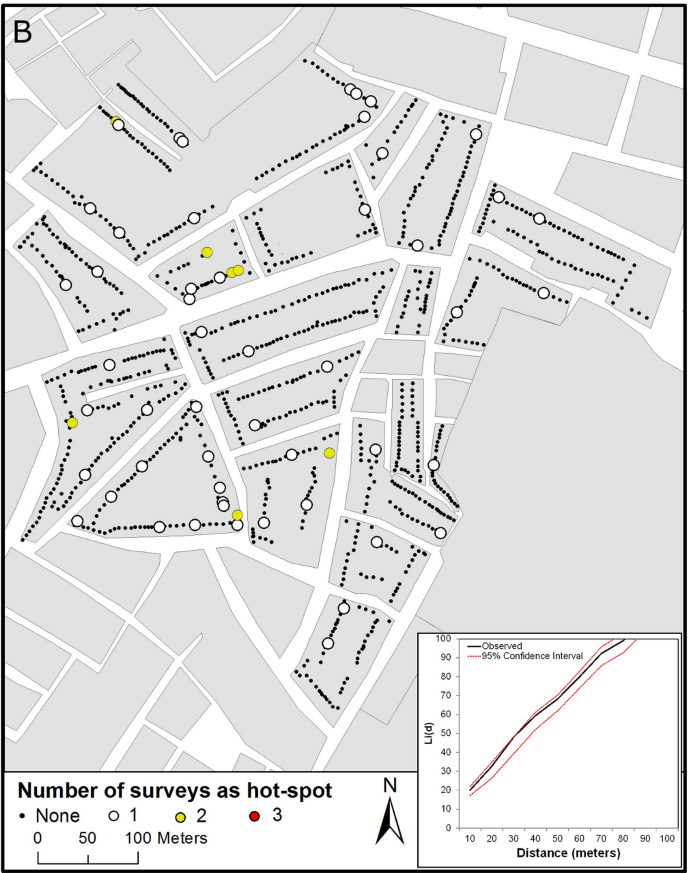 B
Observed
95% Confidence Interval
100
90
80
70
60
50
40
30
20
10
0
Li(d)
10 20 30 40 50 60 70 80 90 100
Distance (meters)
Number of surveys as hot-spot
None 1 2 3
0 50 100 Meters
N